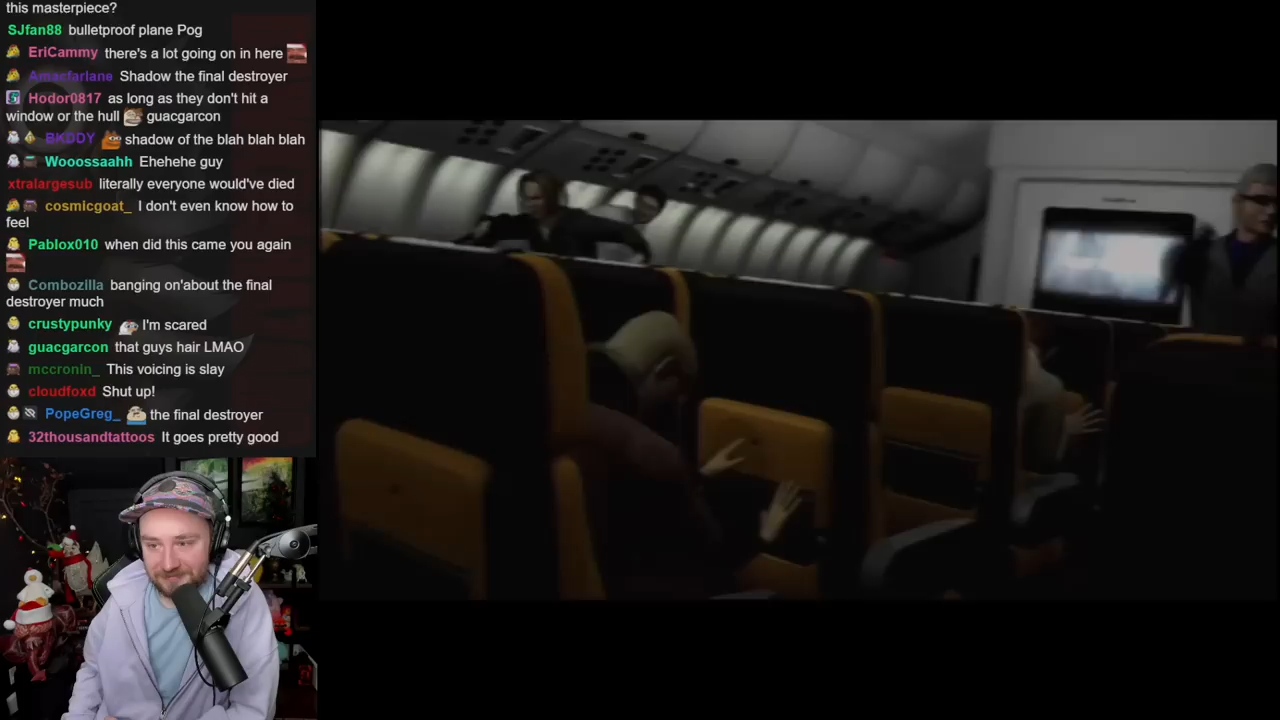 this masterpiece?
SJfan88 bulletproof plane Pog
EriCammy there's a lot going on in here
Amacfarlane Shadow the final destroyer
Hodor0817 as long as they don't hit a
window or the hull guacgarcon
BKDDY shadow of the blah blah blah
Wooossaahh Ehehehe guy
xtralargesub literally everyone would've died
cosmicgoat_ I don't even know how to
feel
Pablox010 when did this came you again
Combozilla banging on'about the final
destroyer much
crustypunky I'm scared
guacgarcon that guys hair LMAO
mccronin_ This voicing is slay
cloudfoxd Shut up!
PopeGreg_ the final destroyer
32thousandtattoos It goes pretty good